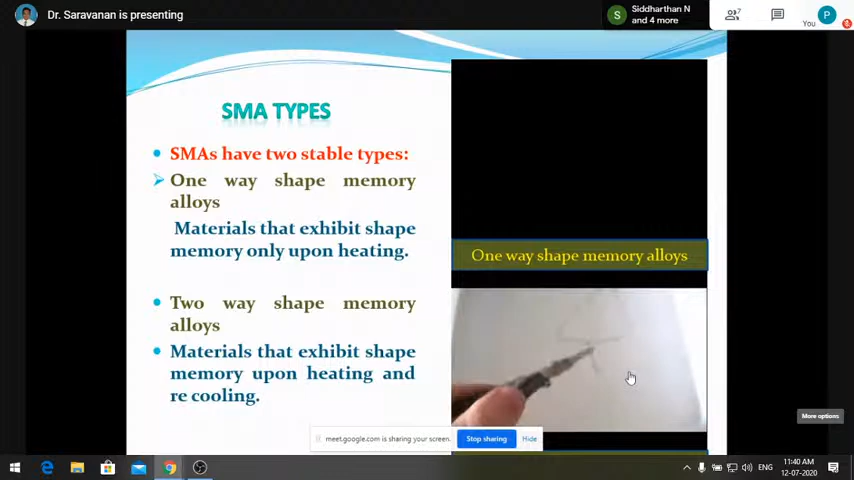 Dr. Saravanan is presenting
Siddharthan N
and 4 more
S
7
P
You
SMA TYPES
SMAs have two stable types:
One way shape memory
alloys
Materials that exhibit shape
memory only upon heating.
Two way shape memory
alloys
Materials that exhibit shape
memory upon heating and
re cooling.
One way shape memory alloys
More options
meet.google.com is sharing your screen.
Stop sharing
Hide
ENG
11:40 AM
12-07-2020